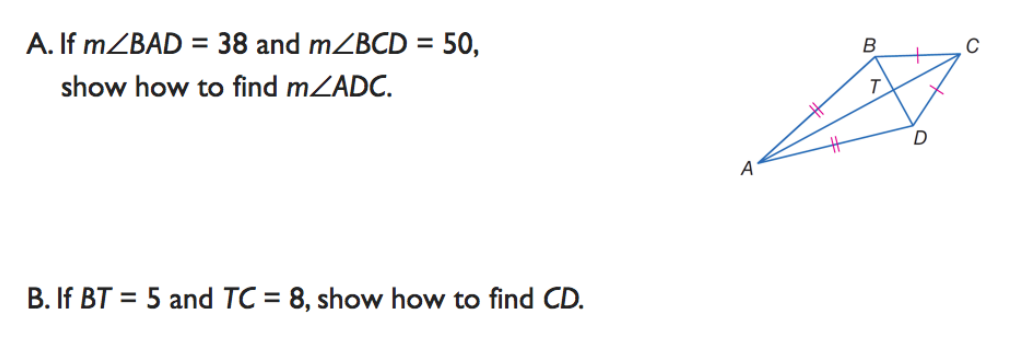 A. If m∠BAD = 38 and m∠BCD = 50,
show how to find m∠ADC.
B
C
T
D
A
B. If BT = 5 and TC = 8, show how to find CD.